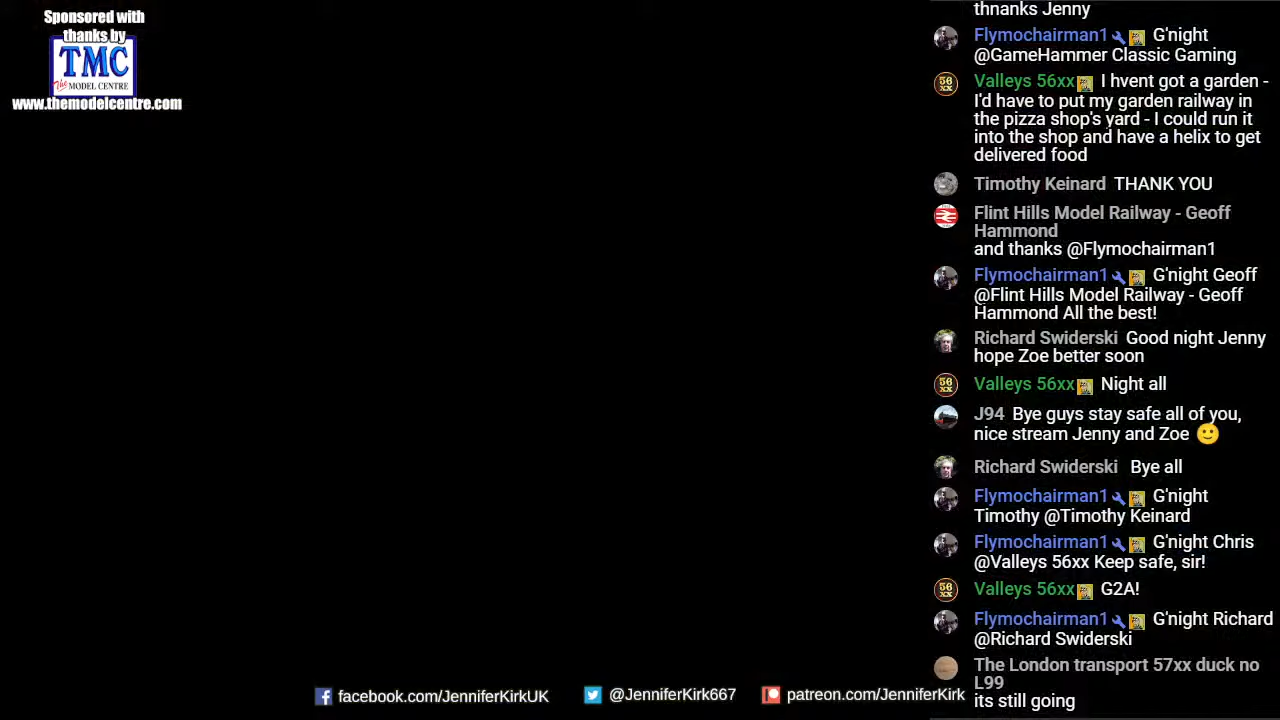 Sponsored with
thanks by
TMC
The MODEL CENTRE
www.themodelcentre.com
thnanks Jenny
Flymochairman1 G'night
@GameHammer Classic Gaming
Valleys 56xx I hvent got a garden -
I'd have to put my garden railway in
the pizza shop's yard - I could run it
into the shop and have a helix to get
delivered food
Timothy Keinard THANK YOU
Flint Hills Model Railway - Geoff
Hammond
and thanks @Flymochairman1
Flymochairman1 G'night Geoff
@Flint Hills Model Railway - Geoff
Hammond All the best!
Richard Swiderski Good night Jenny
hope Zoe better soon
Valleys 56xx Night all
J94 Bye guys stay safe all of you,
nice stream Jenny and Zoe 🙂
Richard Swiderski Bye all
Flymochairman1 G'night
Timothy @Timothy Keinard
Flymochairman1 G'night Chris
@Valleys 56xx Keep safe, sir!
Valleys 56xx G2A!
Flymochairman1 G'night Richard
@Richard Swiderski
The London transport 57xx duck no
L99
its still going
facebook.com/JenniferKirkUK
@JenniferKirk667
patreon.com/JenniferKirk